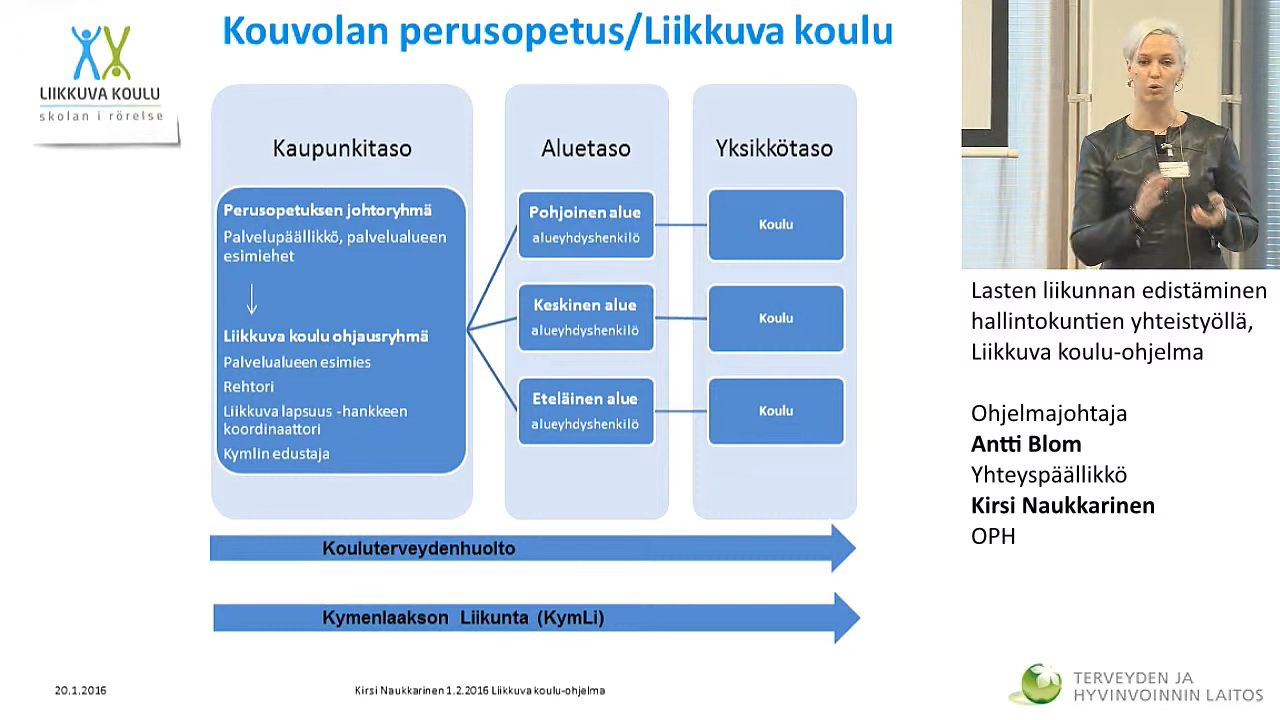 Kouvolan perusopetus/Liikkuva koulu
LIIKKUVA KOULU
skolan i rörelse
Kaupunkitaso
Perusopetuksen johtoryhmä
Palvelupäällikkö, palvelualueen
esimiehet
Liikkuva koulu ohjausryhmä
Palvelualueen esimies
Rehtori
Liikkuva lapsuus -hankkeen
koordinaattori
Kymlin edustaja
Aluetaso
Pohjoinen alue
alueyhdyshenkilö
Keskinen alue
alueyhdyshenkilö
Eteläinen alue
alueyhdyshenkilö
Yksikkötaso
Koulu
Koulu
Koulu
Kouluterveydenhuolto
Kymenlaakson Liikunta (KymLi)
Lasten liikunnan edistäminen
hallintokuntien yhteistyöllä,
Liikkuva koulu-ohjelma
Ohjelmajohtaja
Antti Blom
Yhteyspäällikkö
Kirsi Naukkarinen
OPH
20.1.2016
Kirsi Naukkarinen 1.2.2016 Liikkuva koulu-ohjelma
TERVEYDEN JA
HYVINVOINNIN LAITOS